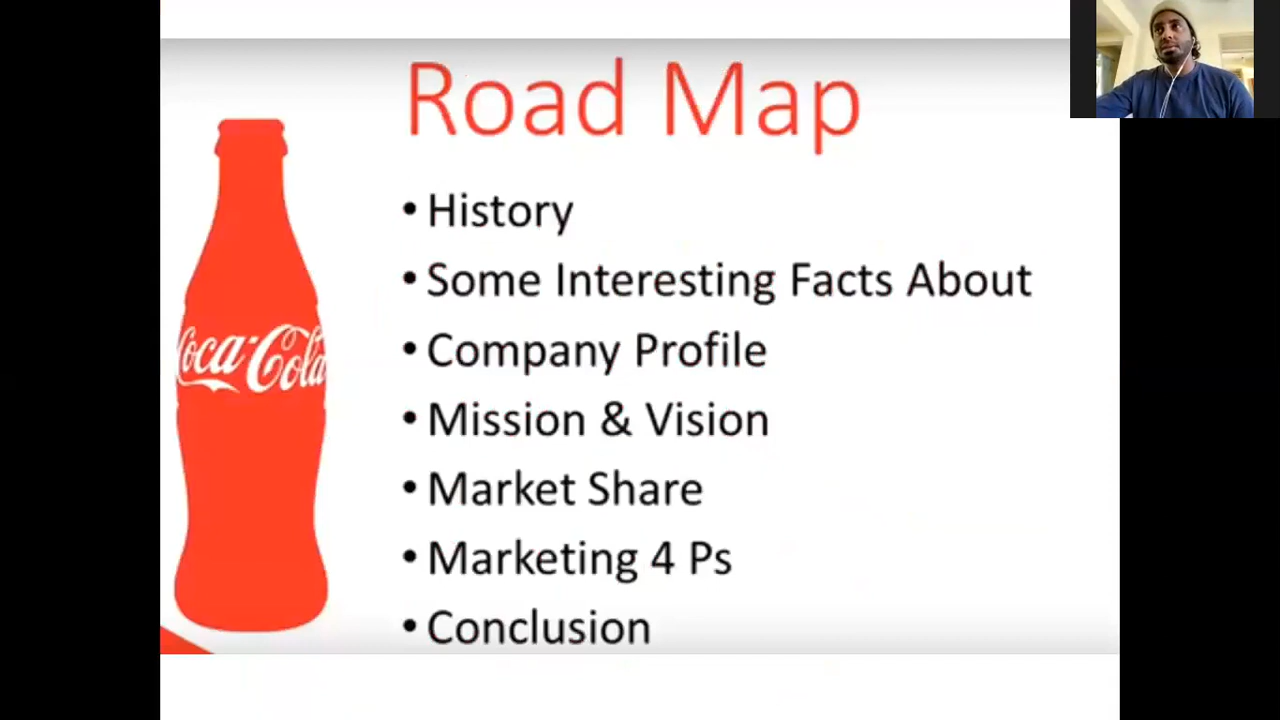 Road Map
• History
• Some Interesting Facts About
• Company Profile
• Mission & Vision
• Market Share
• Marketing 4 Ps
• Conclusion
Coca-Cola